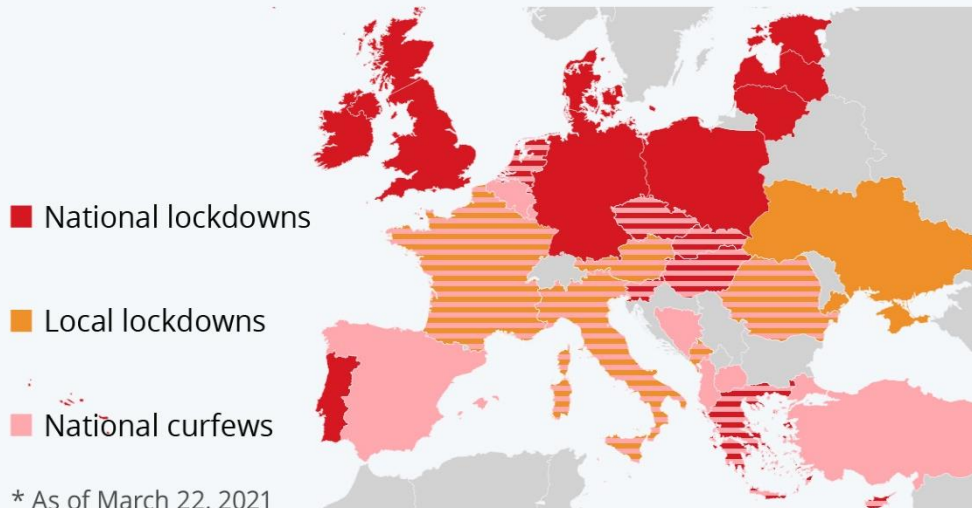 National lockdowns
Local lockdowns
National curfews
* As of March 22, 2021